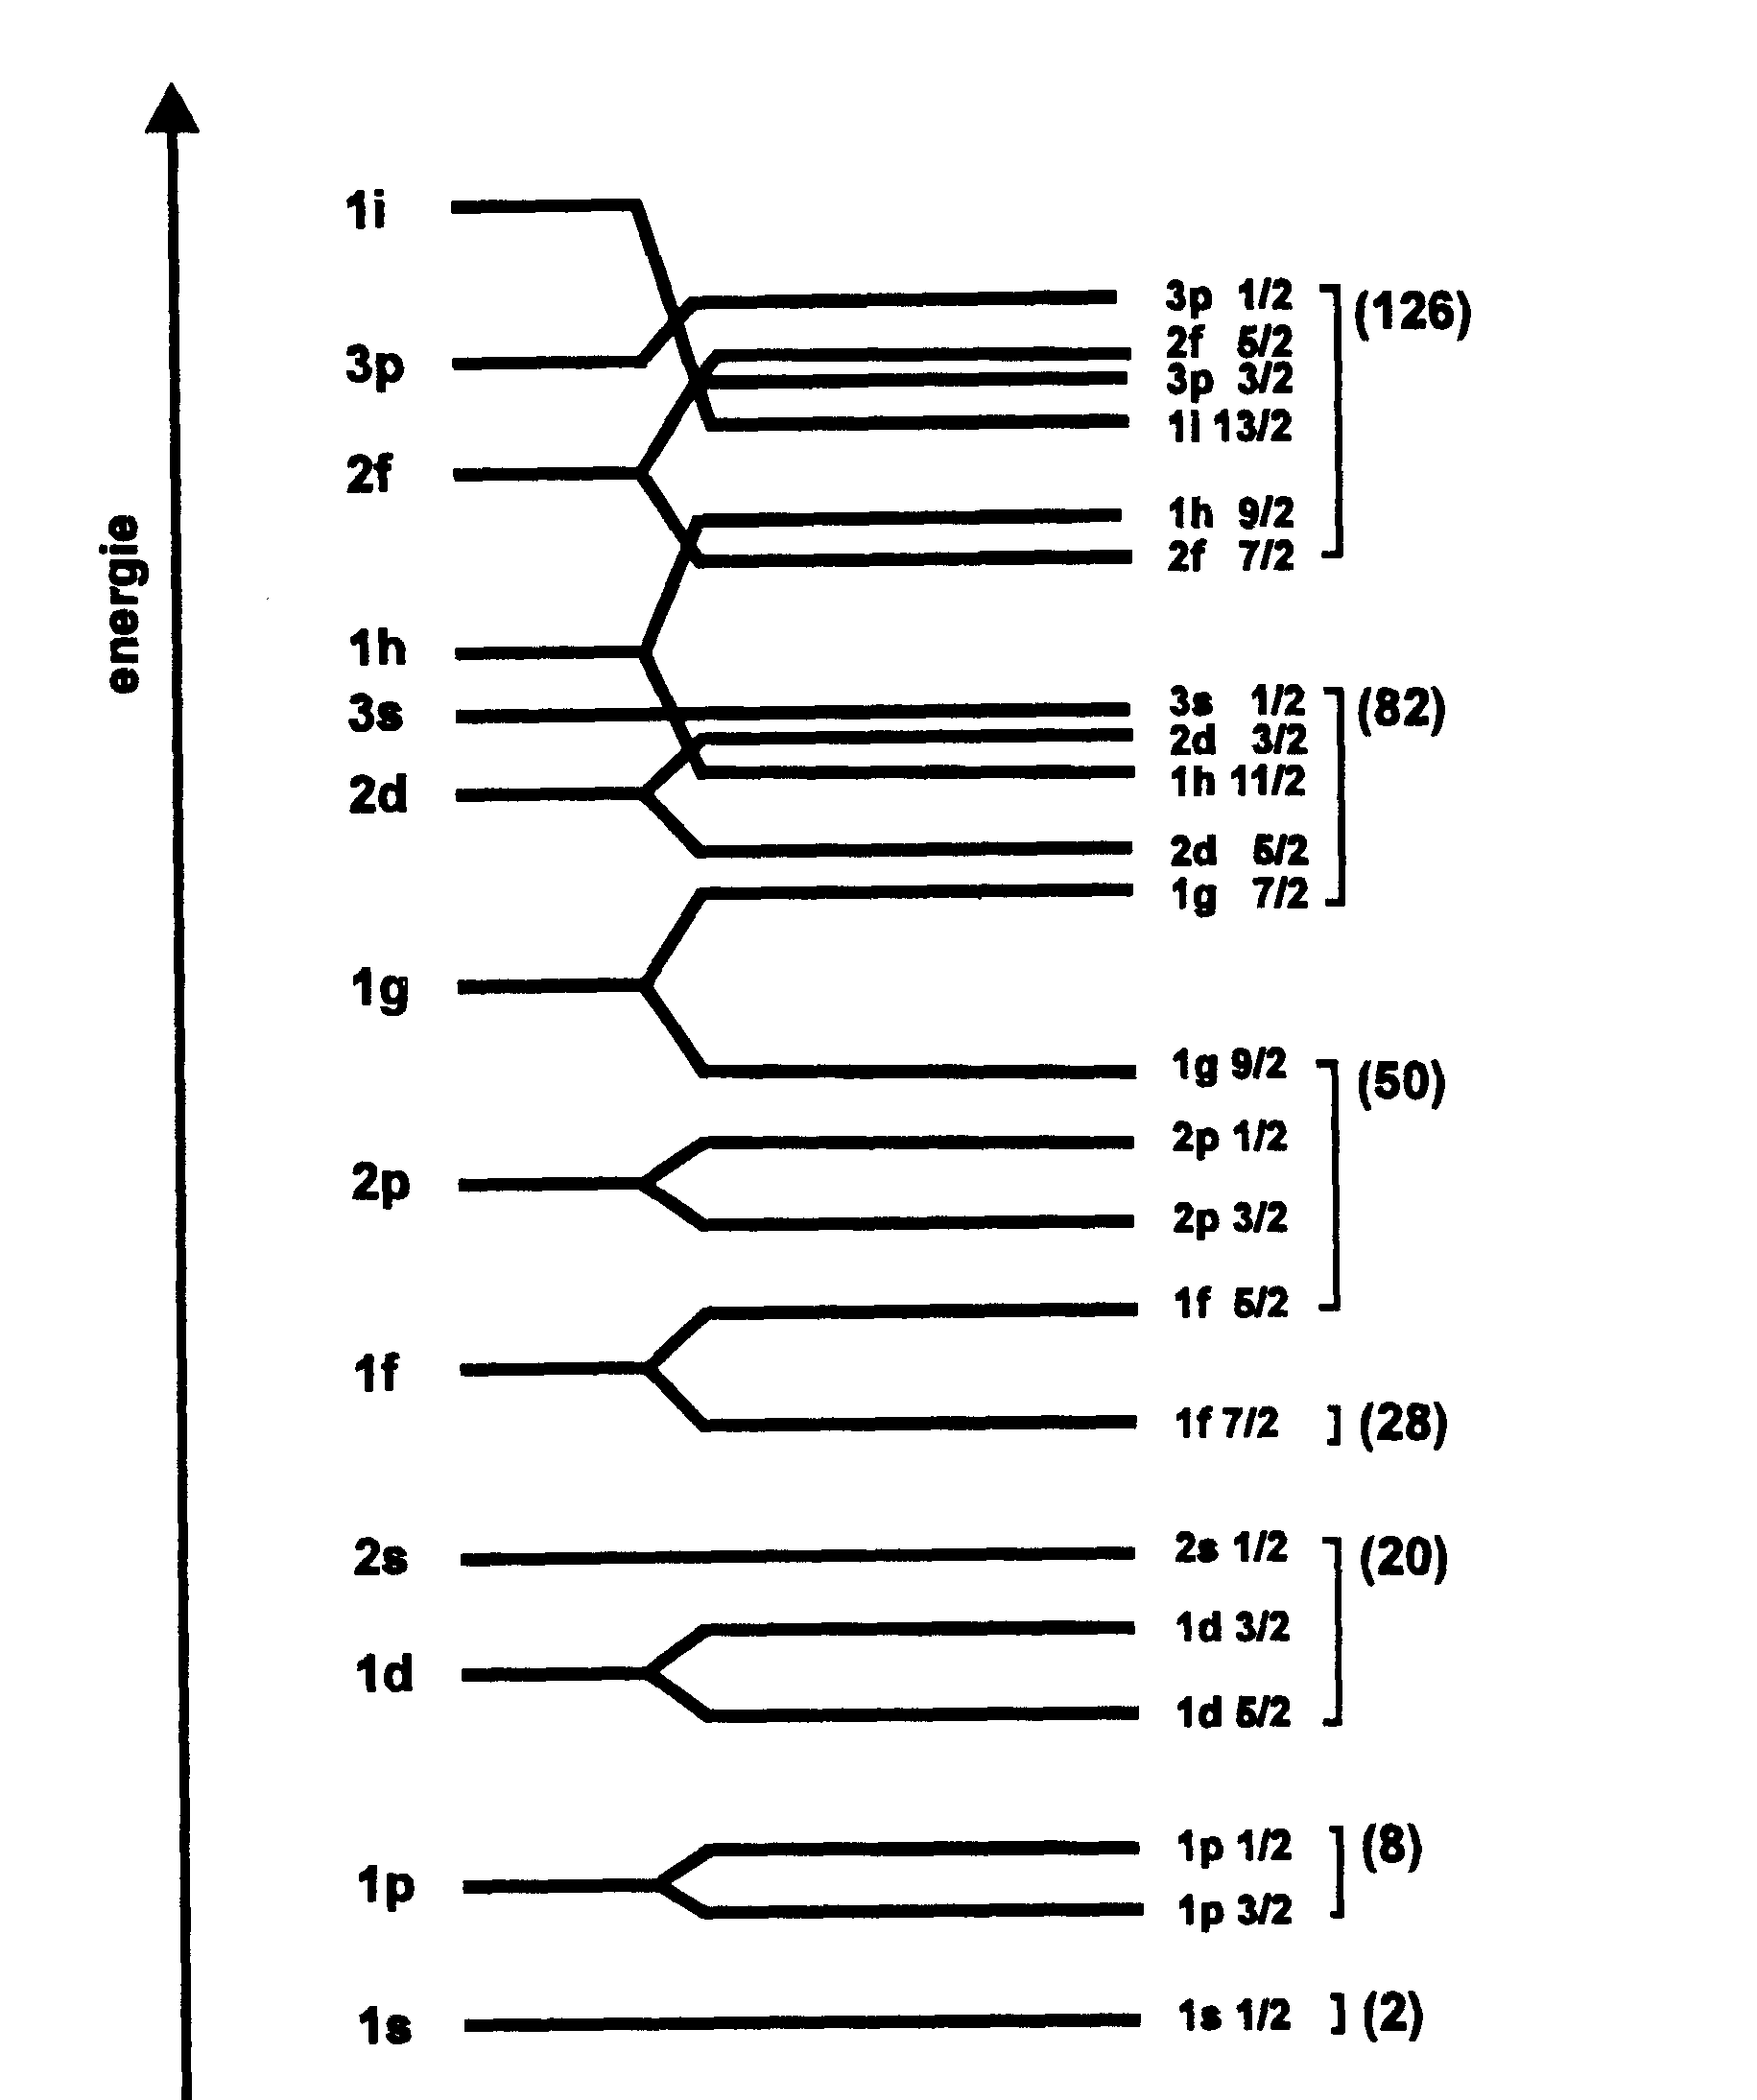 1i
3p 1/2 (126)
2f 5/2
3p
3p 3/2
1i 13/2
2f
1h 9/2
2f 7/2
energie
1h
3s
3s 1/2 (82)
2d 3/2
1h 11/2
2d
2d 5/2
1g 7/2
1g
1g 9/2 (50)
2p 1/2
2p
2p 3/2
1f 5/2
1f
1f 7/2 (28)
2s
2s 1/2 (20)
1d 3/2
1d
1d 5/2
1p 1/2 (8)
1p
1p 3/2
1s
1s 1/2 (2)